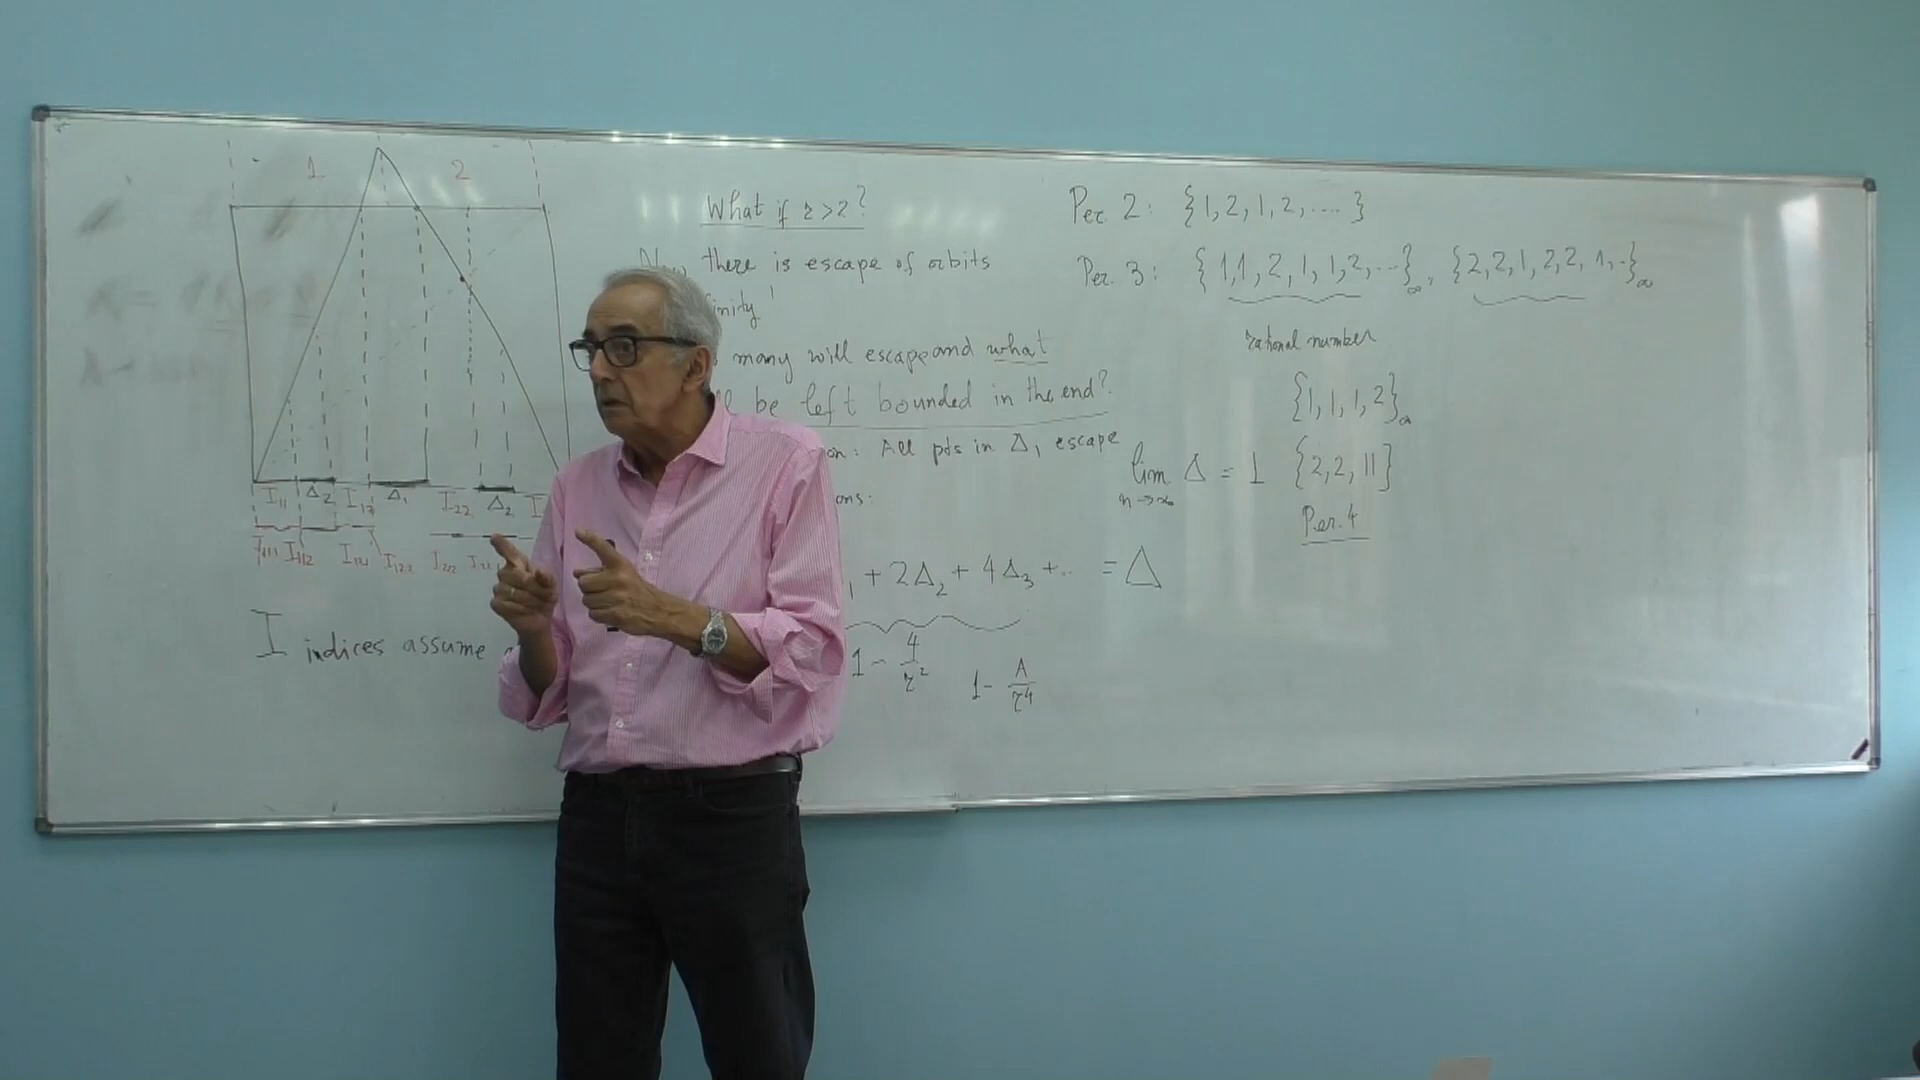 1 2
I₁₁ Δ₂ I₁₂ Δ₁ I₂₂ Δ₂ I
I₁₁₁ I₁₁₂ I₁₂₁ I₁₂₂ I₂₂₂ I₂₂₁
I indices assume
What if r>2?
there is escape of orbits
many will escape and what
be left bounded in the end?
on: All pts in Δ₁ escape
ons:
₁ + 2Δ₂ + 4Δ₃ + .. = Δ
1 - 4/r² 1 - A/r⁴
Per. 2: {1,2,1,2,....}
Per. 3: {1,1,2,1,1,2,...}∞, {2,2,1,2,2,1,..}∞
rational number
{1,1,1,2}∞
lim Δ = 1 {2,2,11}
n→∞
Per. 4